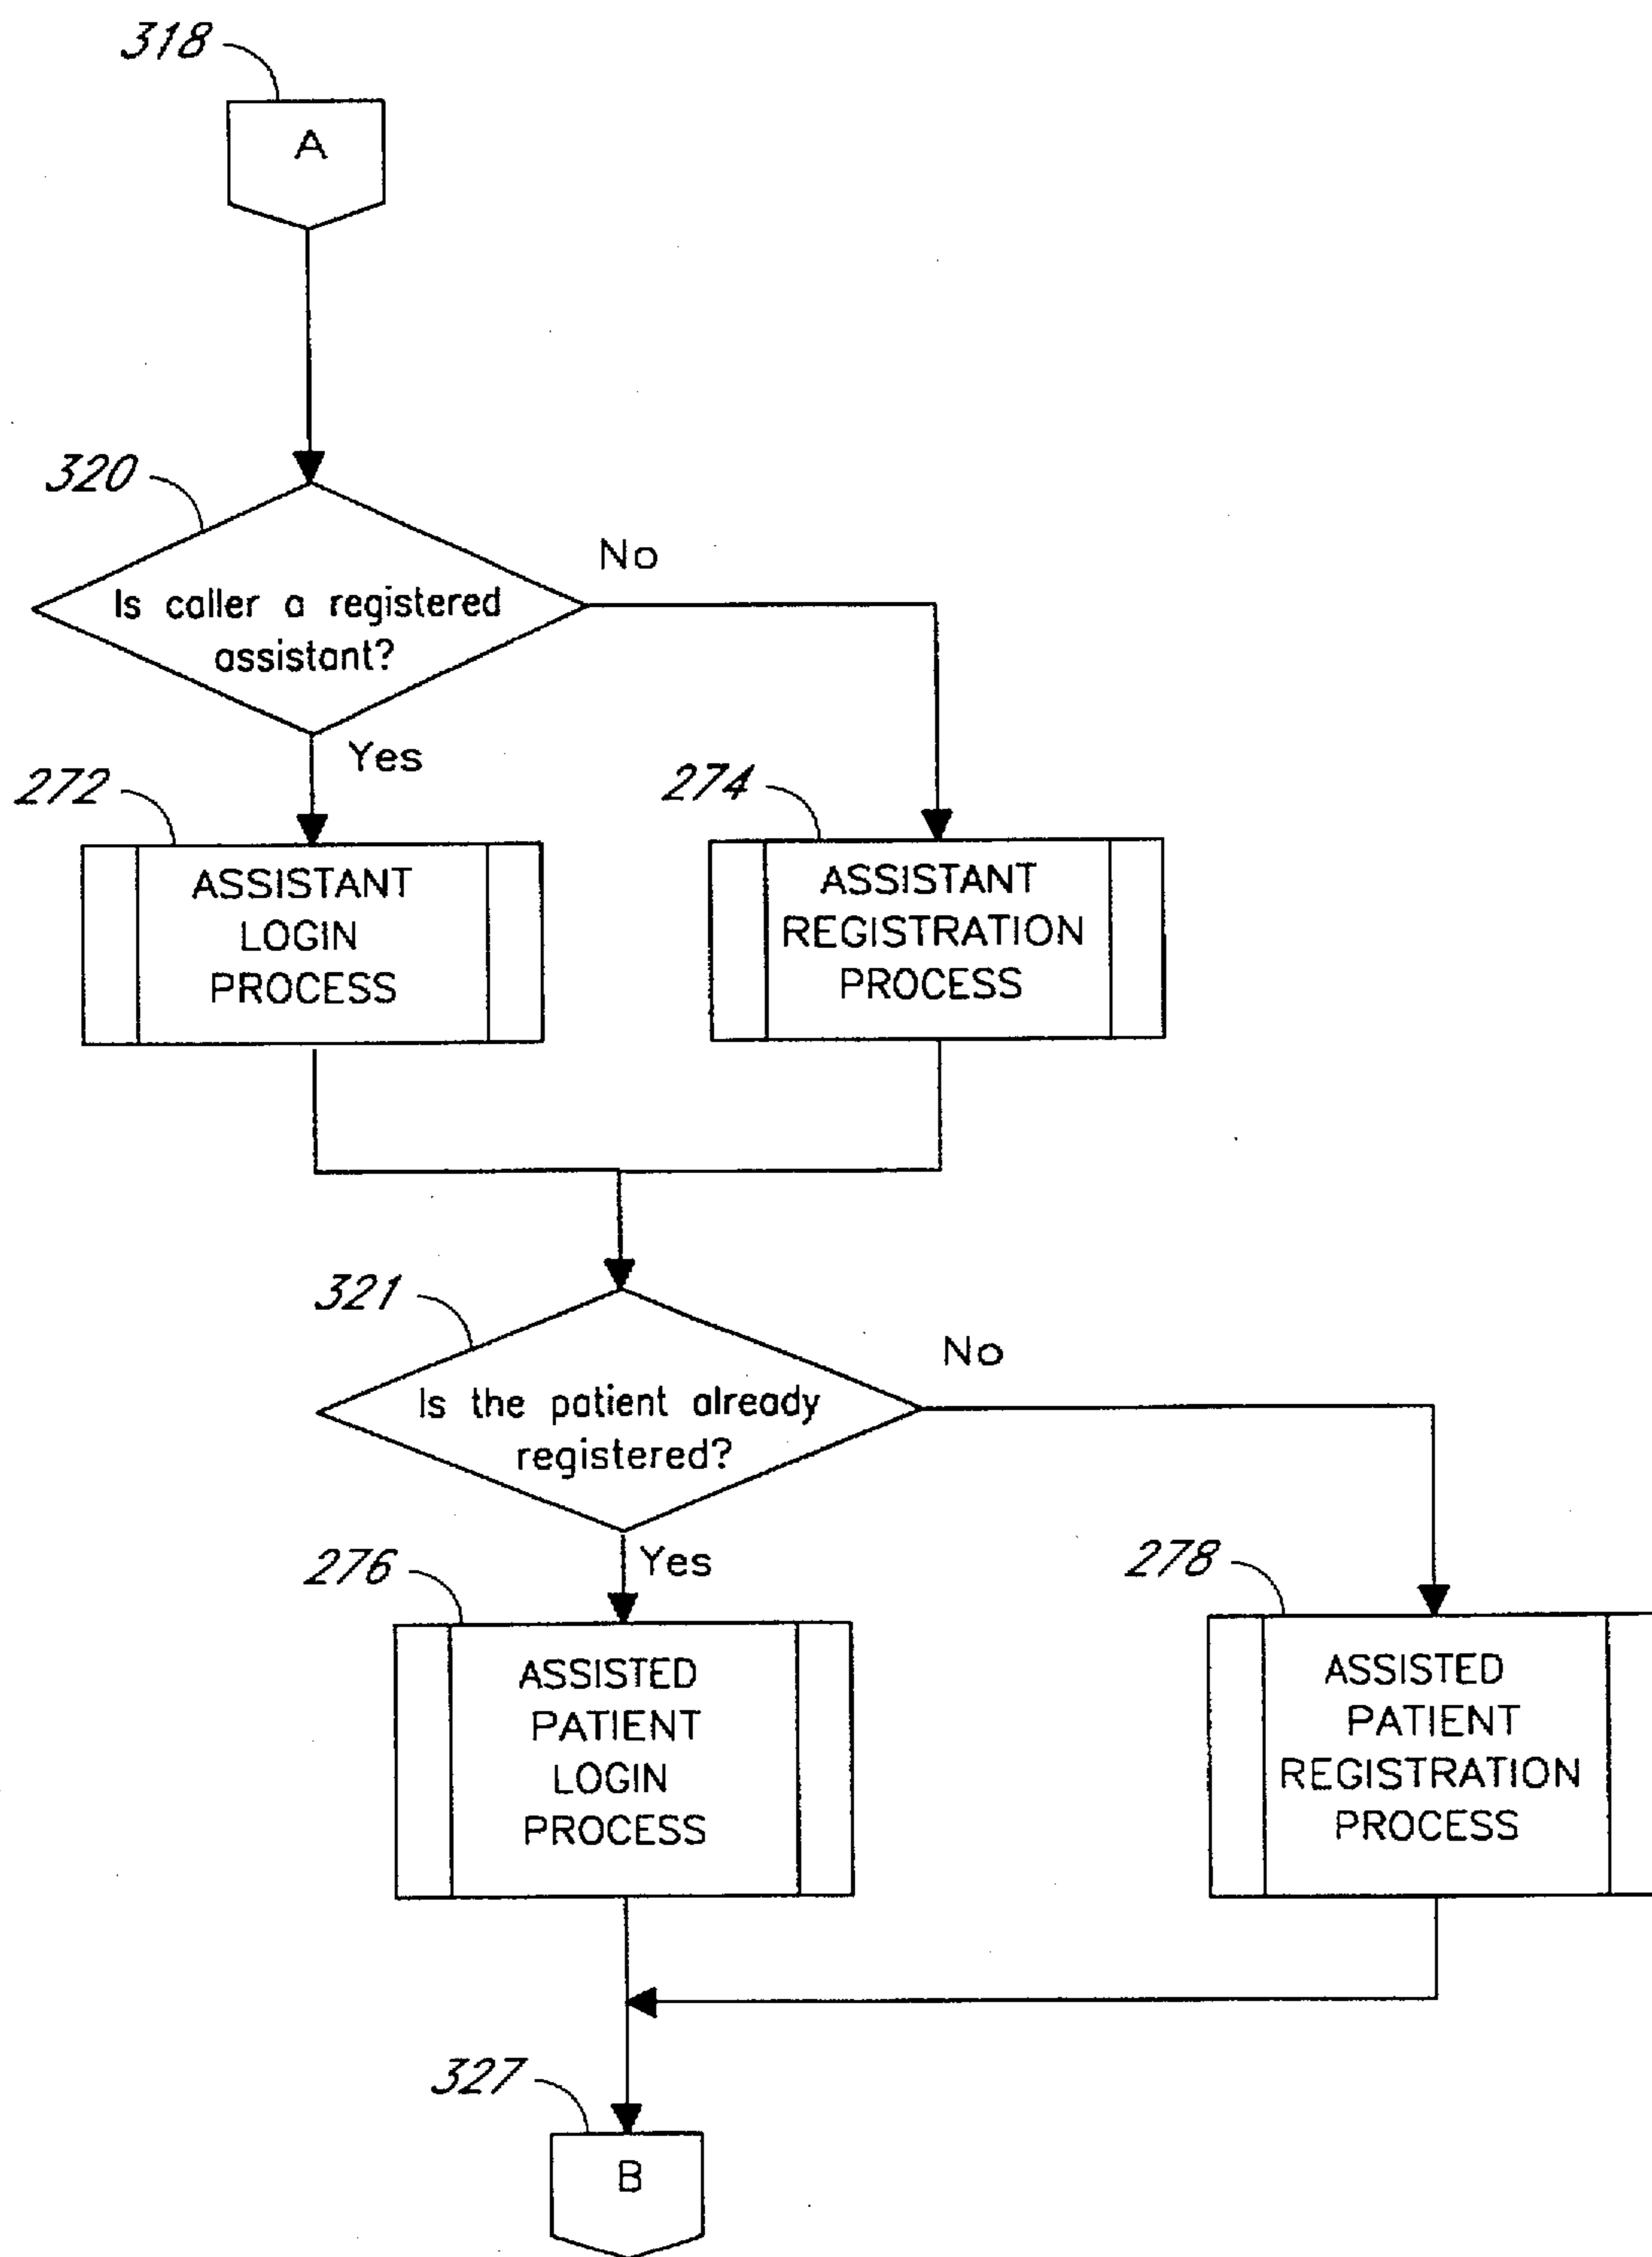 318
A
320
No
Is caller a registered
assistant?
Yes
272
274
ASSISTANT
LOGIN
PROCESS
ASSISTANT
REGISTRATION
PROCESS
321
No
Is the patient already
registered?
Yes
276
278
ASSISTED
PATIENT
LOGIN
PROCESS
ASSISTED
PATIENT
REGISTRATION
PROCESS
327
B